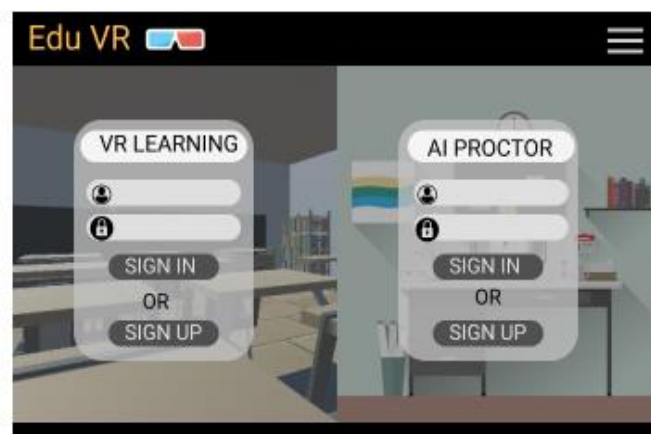 Edu VR
VR LEARNING
SIGN IN
OR
SIGN UP
AI PROCTOR
SIGN IN
OR
SIGN UP